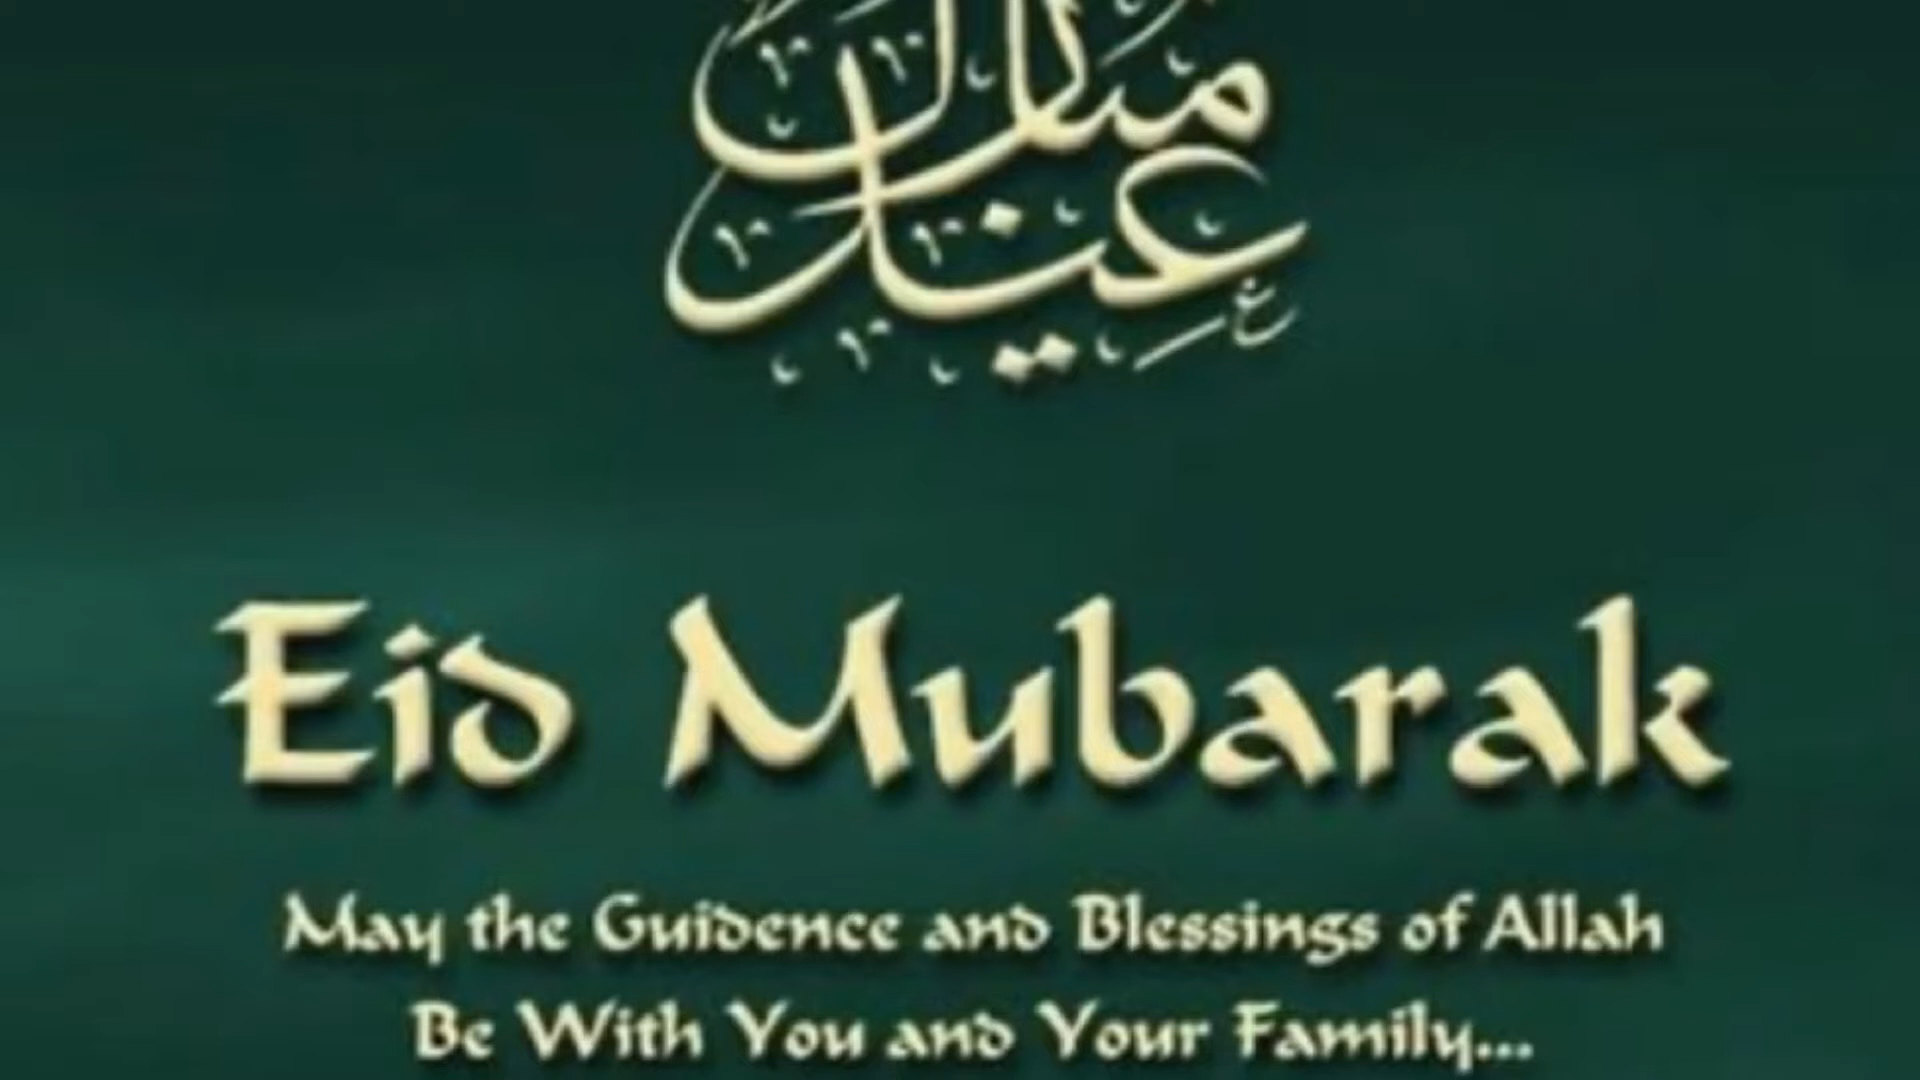 مبارك
عيد
Eid Mubarak
May the Guidence and Blessings of Allah
Be With You and Your Family...